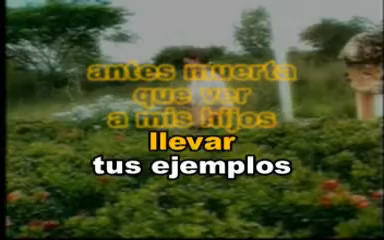 antes muerta
que ver
a mis hijos
llevar
tus ejemplos